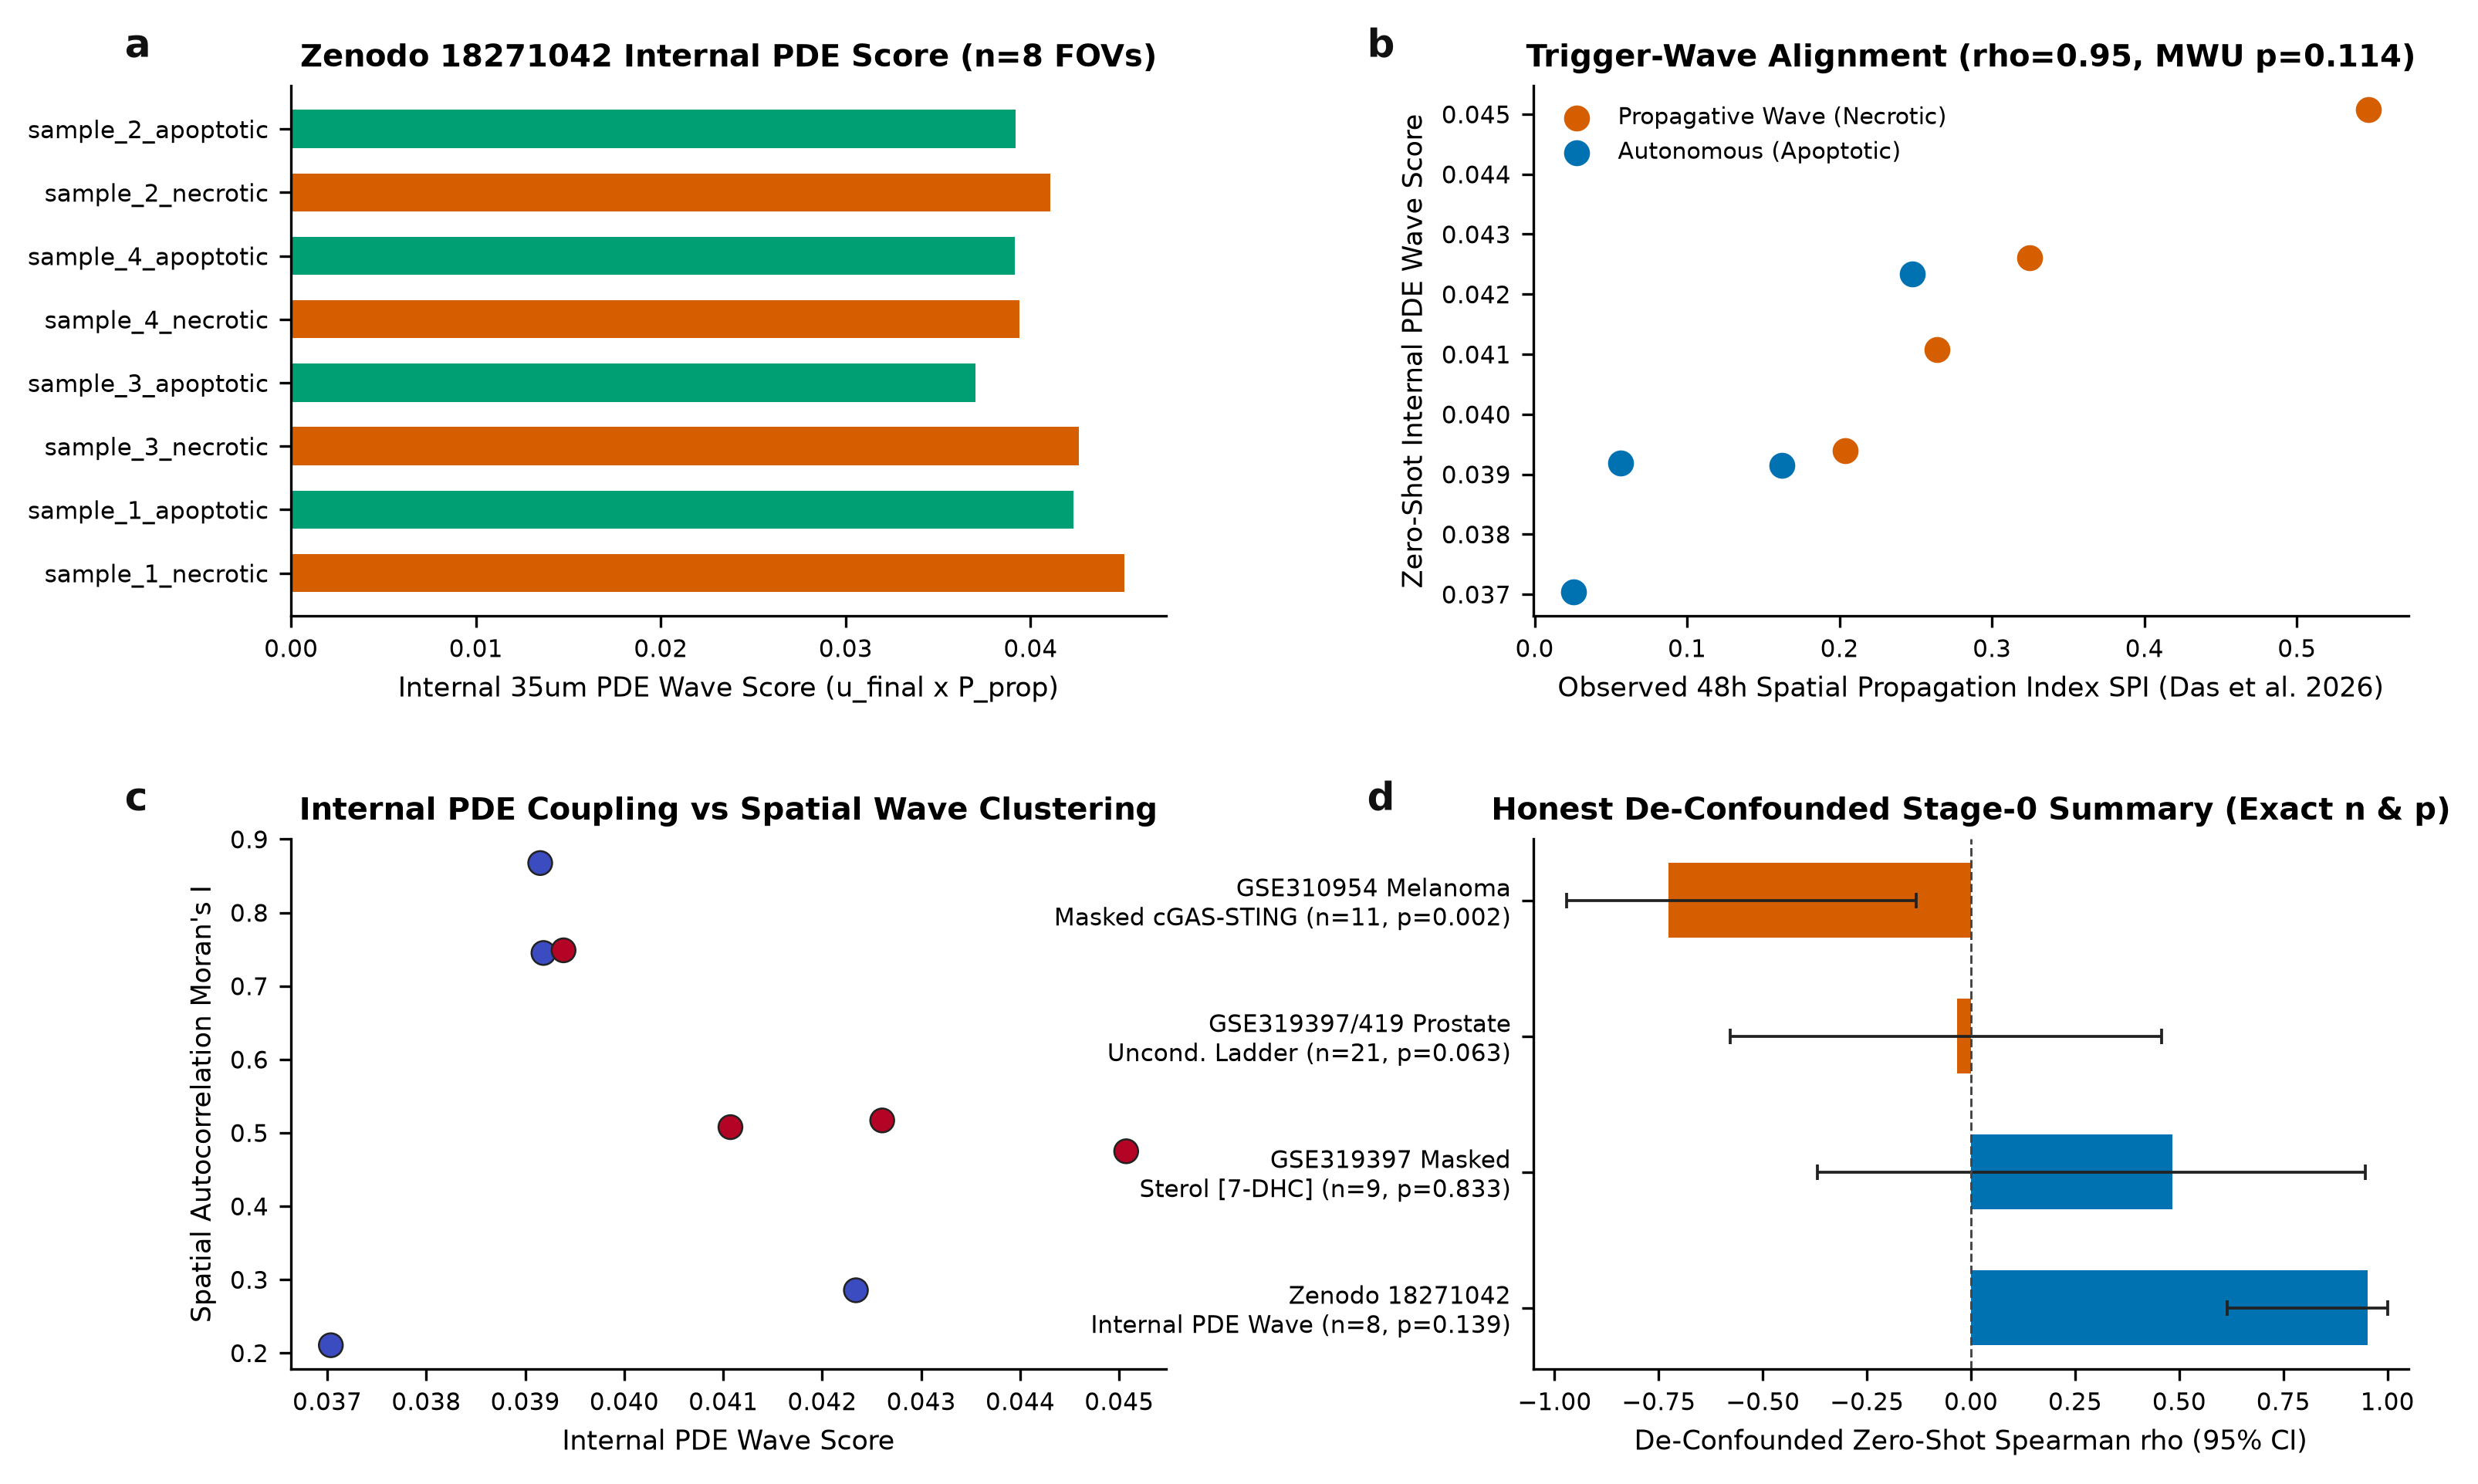 a
Zenodo 18271042 Internal PDE Score (n=8 FOVs)
sample_2_apoptotic
sample_2_necrotic
sample_4_apoptotic
sample_4_necrotic
sample_3_apoptotic
sample_3_necrotic
sample_1_apoptotic
sample_1_necrotic
0.00 0.01 0.02 0.03 0.04
Internal 35um PDE Wave Score (u_final x P_prop)
b
Trigger-Wave Alignment (rho=0.95, MWU p=0.114)
Propagative Wave (Necrotic)
Autonomous (Apoptotic)
Zero-Shot Internal PDE Wave Score
0.045
0.044
0.043
0.042
0.041
0.040
0.039
0.038
0.037
0.0 0.1 0.2 0.3 0.4 0.5
Observed 48h Spatial Propagation Index SPI (Das et al. 2026)
c
Internal PDE Coupling vs Spatial Wave Clustering
Spatial Autocorrelation Moran's I
0.9
0.8
0.7
0.6
0.5
0.4
0.3
0.2
0.037 0.038 0.039 0.040 0.041 0.042 0.043 0.044 0.045
Internal PDE Wave Score
d
Honest De-Confounded Stage-0 Summary (Exact n & p)
GSE310954 Melanoma
Masked cGAS-STING (n=11, p=0.002)
GSE319397/419 Prostate
Uncond. Ladder (n=21, p=0.063)
GSE319397 Masked
Sterol [7-DHC] (n=9, p=0.833)
Zenodo 18271042
Internal PDE Wave (n=8, p=0.139)
−1.00 −0.75 −0.50 −0.25 0.00 0.25 0.50 0.75 1.00
De-Confounded Zero-Shot Spearman rho (95% CI)